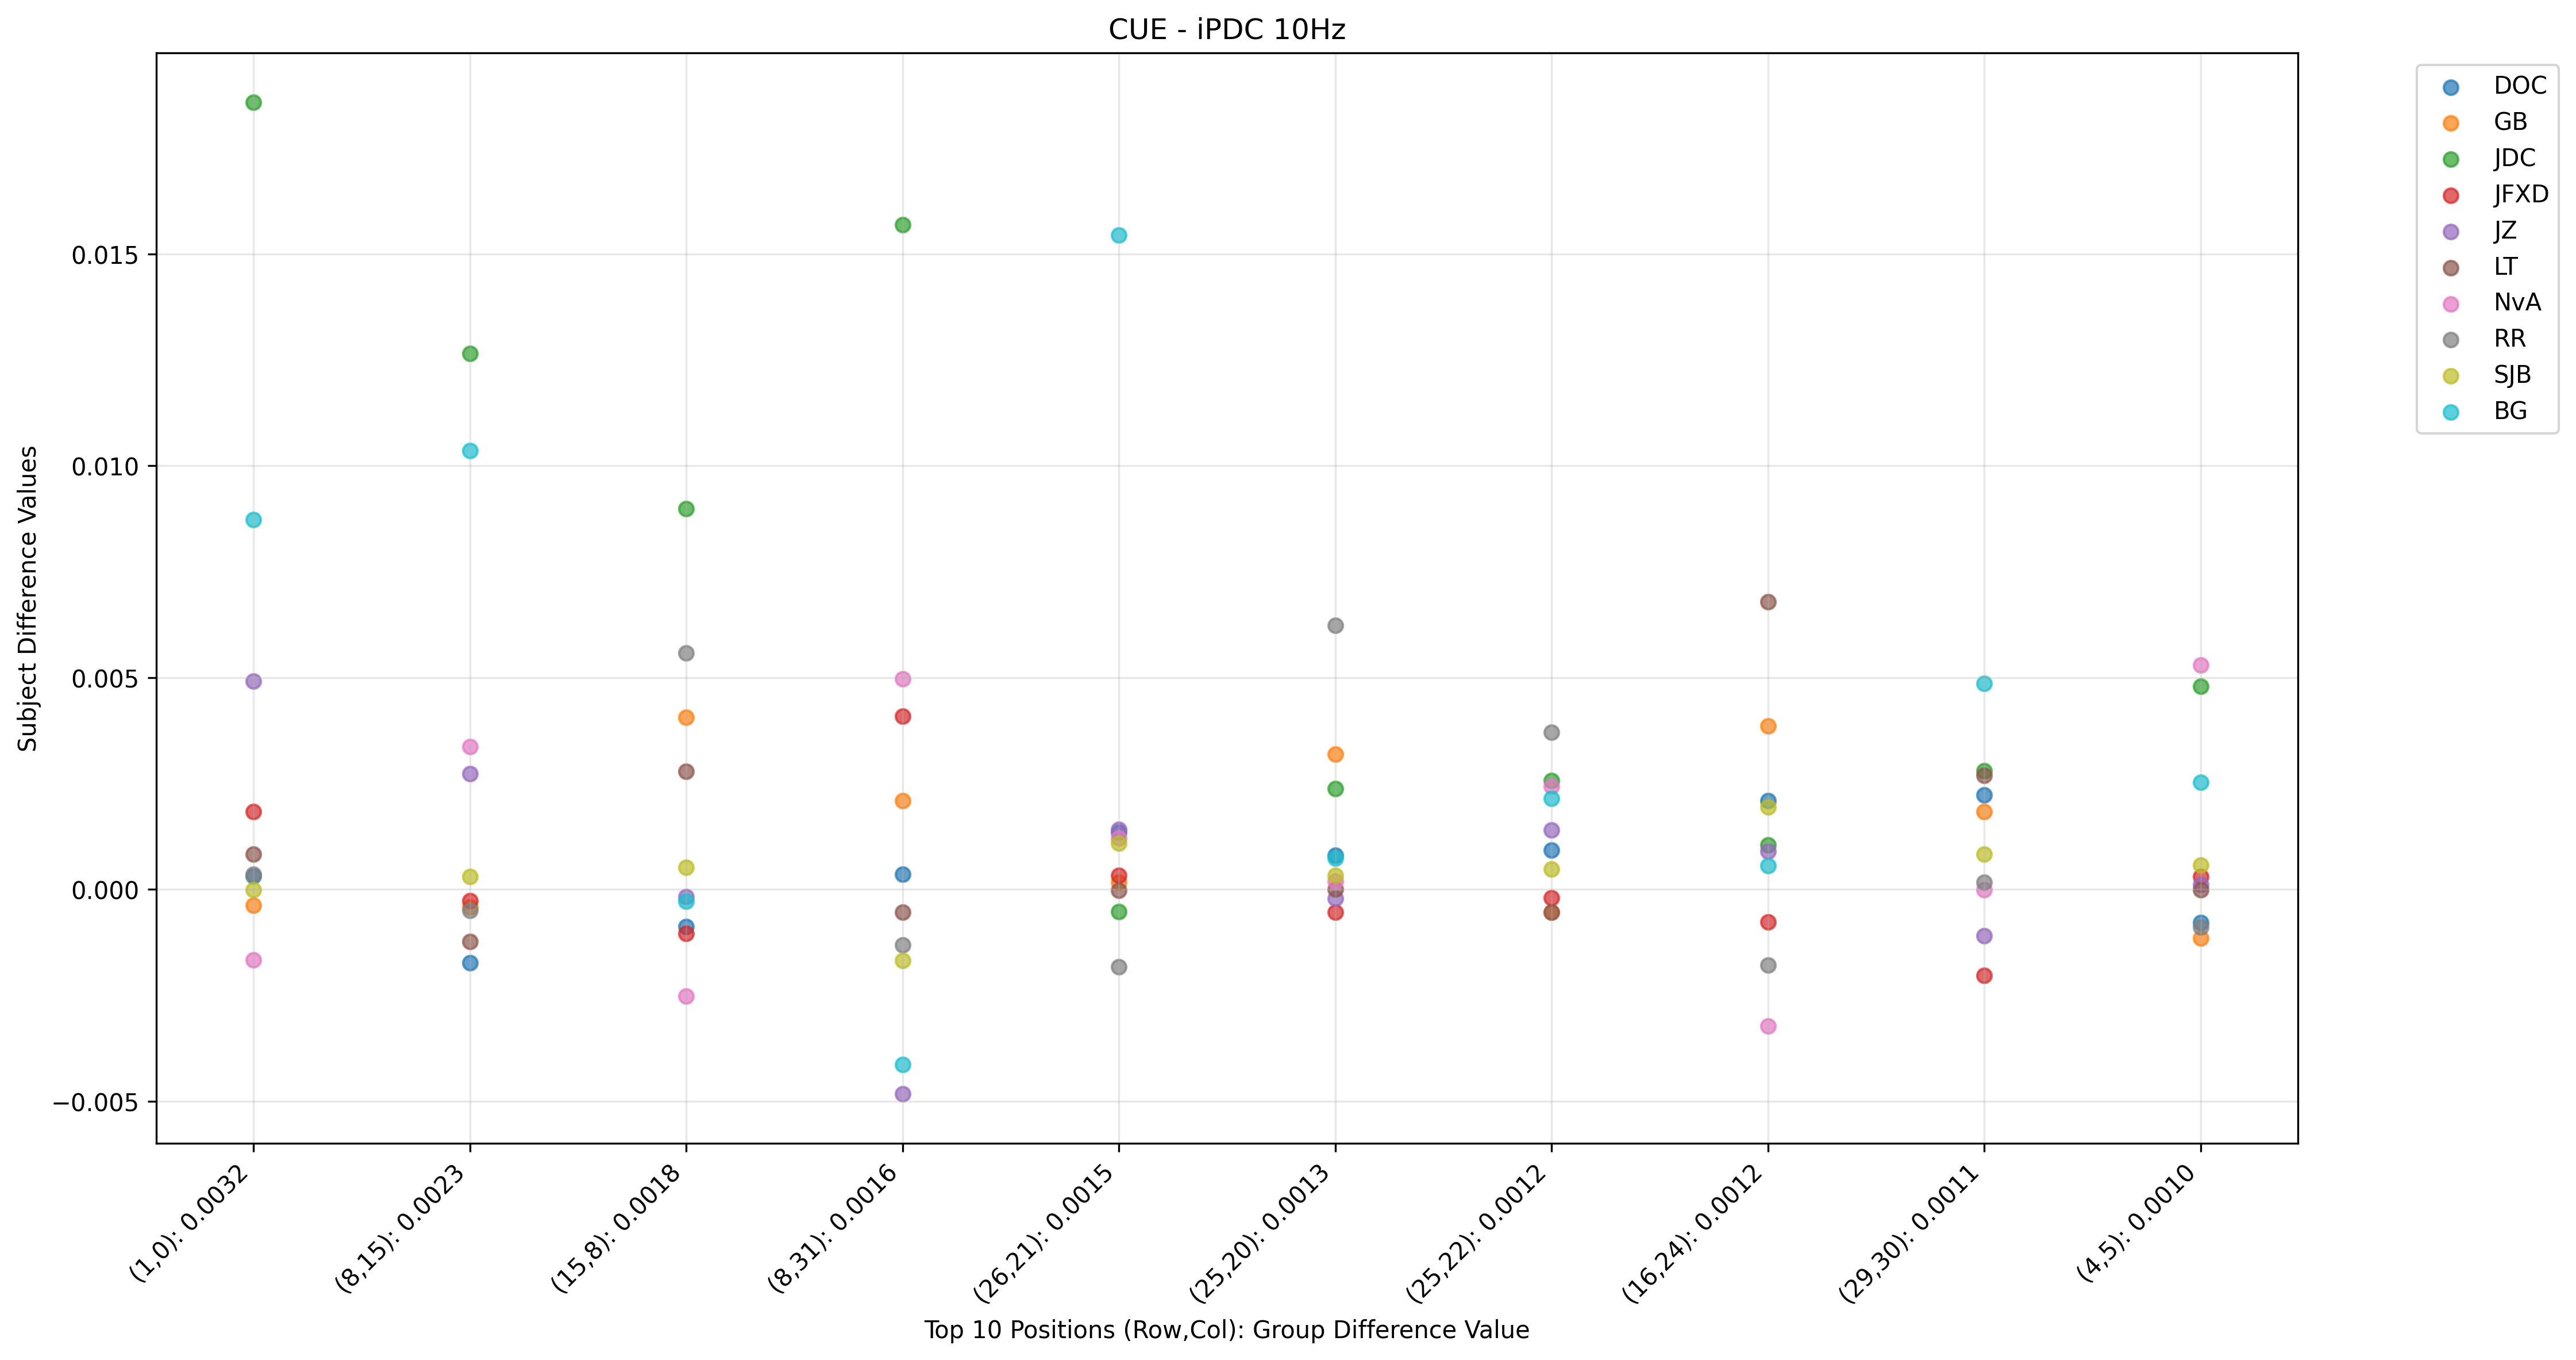 CUE - iPDC 10Hz
Subject Difference Values
0.015
0.010
0.005
0.000
−0.005
(1,0): 0.0032
(8,15): 0.0023
(15,8): 0.0018
(8,31): 0.0016
(26,21): 0.0015
(25,20): 0.0013
(25,22): 0.0012
(16,24): 0.0012
(29,30): 0.0011
(4,5): 0.0010
Top 10 Positions (Row,Col): Group Difference Value
DOC
GB
JDC
JFXD
JZ
LT
NvA
RR
SJB
BG